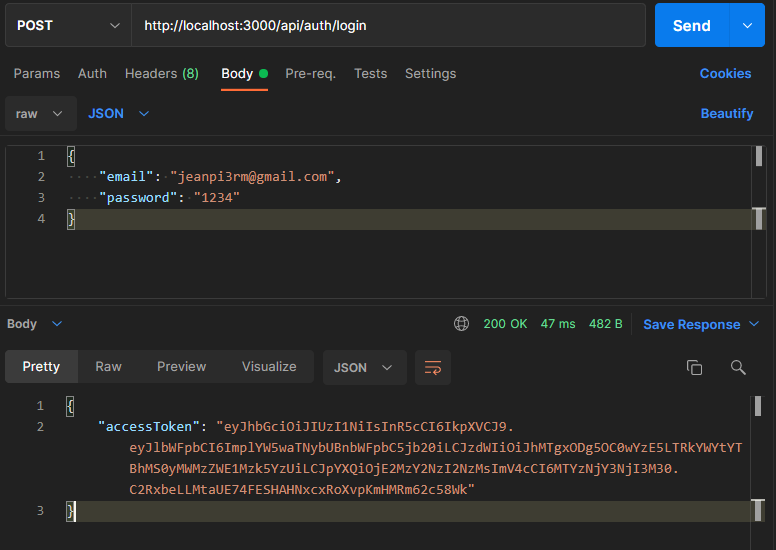 POST http://localhost:3000/api/auth/login Send
Params Auth Headers (8) Body Pre-req. Tests Settings Cookies
raw JSON Beautify
1 {
2 "email": "jeanpi3rm@gmail.com",
3 "password": "1234"
4 }
Body 200 OK 47 ms 482 B Save Response
Pretty Raw Preview Visualize JSON
1 {
2 "accessToken": "eyJhbGciOiJIUzI1NiIsInR5cCI6IkpXVCJ9.
eyJlbWFpbCI6ImplYW5waTNybUBnbWFpbC5jb20iLCJzdWIiOiJhMTgxODg5OC0wYzE5LTRkYWYtYT
BhMS0yMWMzZWE1Mzk5YzUiLCJpYXQiOjE2MzY2NzI2NzMsImV4cCI6MTYzNjY3NjI3M30.
C2RxbeLLMtaUE74FESHAHNxcxRoXvpKmHMRm62c58Wk"
3 }